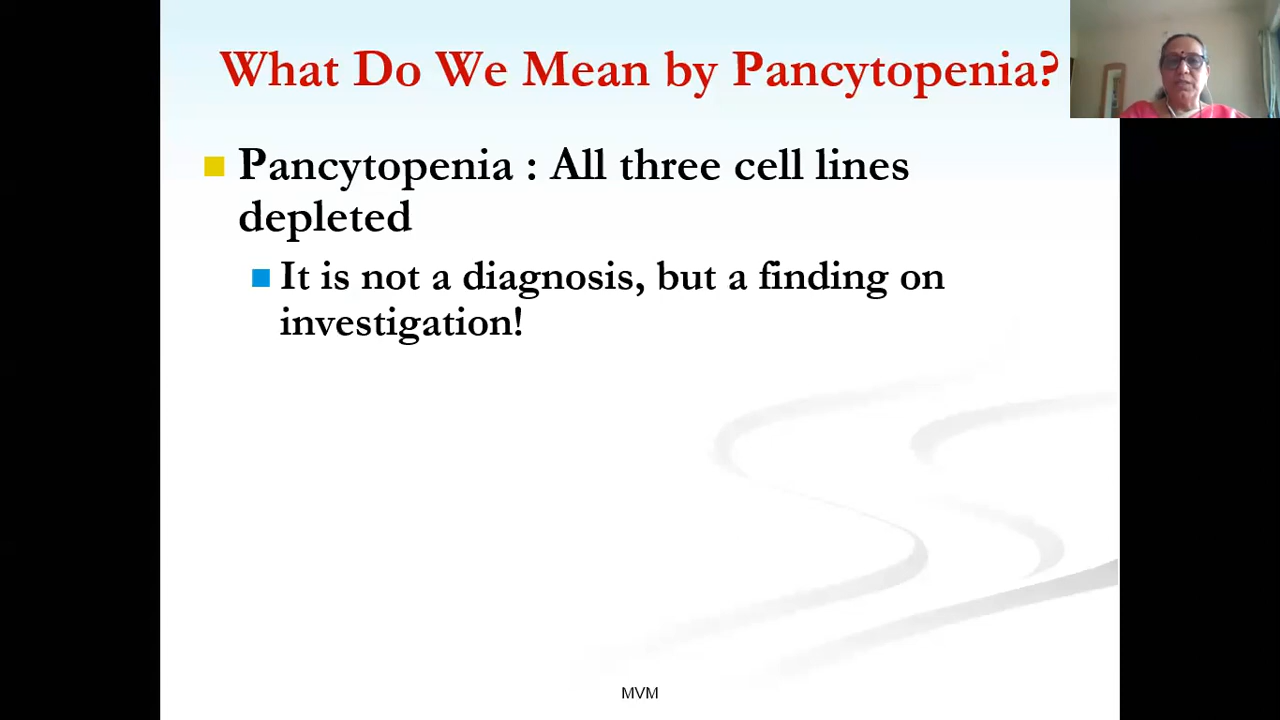 What Do We Mean by Pancytopenia?
Pancytopenia : All three cell lines
depleted
It is not a diagnosis, but a finding on
investigation!
MVM